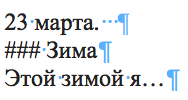 23 марта. ¶
### Зима¶
Этой зимой я…¶